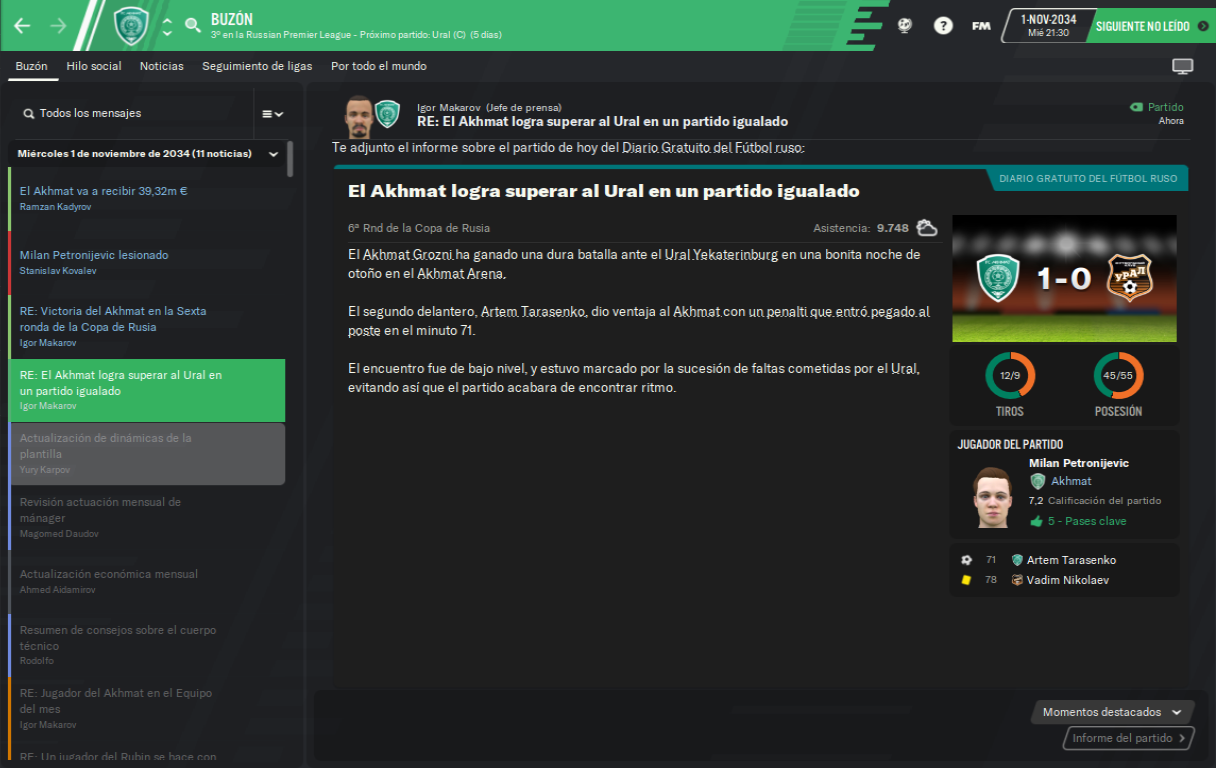 BUZÓN
3º en la Russian Premier League - Próximo partido: Ural (C) (5 días)
?
FM
1-NOV-2034
Mié 21:30
SIGUIENTE NO LEÍDO
Buzón
Hilo social
Noticias
Seguimiento de ligas
Por todo el mundo
Todos los mensajes
Miércoles 1 de noviembre de 2034 (11 noticias)
El Akhmat va a recibir 39,32m €
Ramzan Kadyrov
Milan Petronijevic lesionado
Stanislav Kovalev
RE: Victoria del Akhmat en la Sexta
ronda de la Copa de Rusia
Igor Makarov
RE: El Akhmat logra superar al Ural en
un partido igualado
Igor Makarov
Actualización de dinámicas de la
plantilla
Yury Karpov
Revisión actuación mensual de
mánager
Magomed Daudov
Actualización económica mensual
Ahmed Aidamirov
Resumen de consejos sobre el cuerpo
técnico
Rodolfo
RE: Jugador del Akhmat en el Equipo
del mes
Igor Makarov
RE: Un jugador del Rubin se hace con
Igor Makarov (Jefe de prensa)
RE: El Akhmat logra superar al Ural en un partido igualado
Partido
Ahora
Te adjunto el informe sobre el partido de hoy del Diario Gratuito del Fútbol ruso:
DIARIO GRATUITO DEL FÚTBOL RUSO
El Akhmat logra superar al Ural en un partido igualado
6ª Rnd de la Copa de Rusia
Asistencia: 9.748
El Akhmat Grozni ha ganado una dura batalla ante el Ural Yekaterinburg en una bonita noche de
otoño en el Akhmat Arena.
El segundo delantero, Artem Tarasenko, dio ventaja al Akhmat con un penalti que entró pegado al
poste en el minuto 71.
El encuentro fue de bajo nivel, y estuvo marcado por la sucesión de faltas cometidas por el Ural,
evitando así que el partido acabara de encontrar ritmo.
1-0
УРАЛ
12/9
TIROS
45/55
POSESIÓN
JUGADOR DEL PARTIDO
Milan Petronijevic
Akhmat
7,2 Calificación del partido
5 - Pases clave
71 Artem Tarasenko
78 Vadim Nikolaev
Momentos destacados
Informe del partido